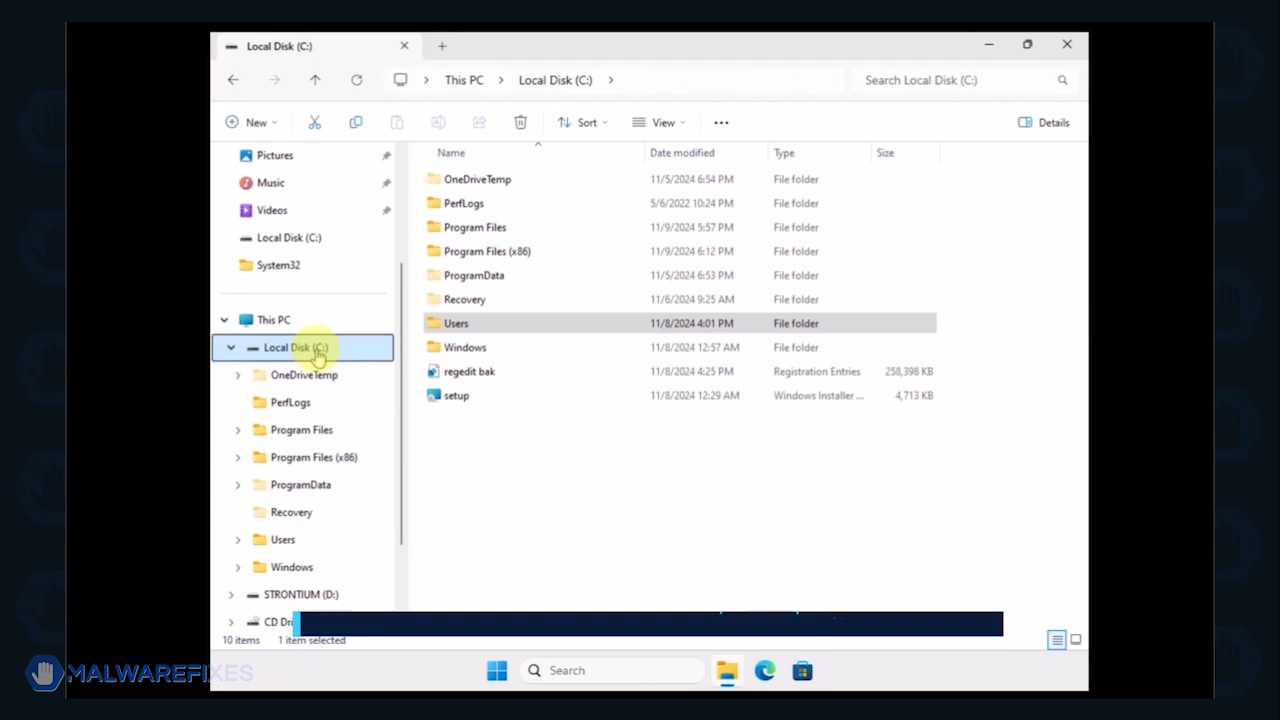 Local Disk (C:)
This PC > Local Disk (C:) >
Search Local Disk (C:)
New
Sort
View
Details
Pictures
Music
Videos
Local Disk (C:)
System32
This PC
Local Disk (C:)
OneDriveTemp
PerfLogs
Program Files
Program Files (x86)
ProgramData
Recovery
Users
Windows
STRONTIUM (D:)
CD Dri
Name Date modified Type Size
OneDriveTemp 11/5/2024 6:54 PM File folder
PerfLogs 5/6/2022 10:24 PM File folder
Program Files 11/9/2024 5:57 PM File folder
Program Files (x86) 11/9/2024 6:12 PM File folder
ProgramData 11/5/2024 6:53 PM File folder
Recovery 11/6/2024 9:25 AM File folder
Users 11/8/2024 4:01 PM File folder
Windows 11/8/2024 12:57 AM File folder
regedit bak 11/8/2024 4:25 PM Registration Entries 258,398 KB
setup 11/8/2024 12:29 AM Windows Installer ... 4,713 KB
10 items 1 item selected
MALWAREFIXES
Search